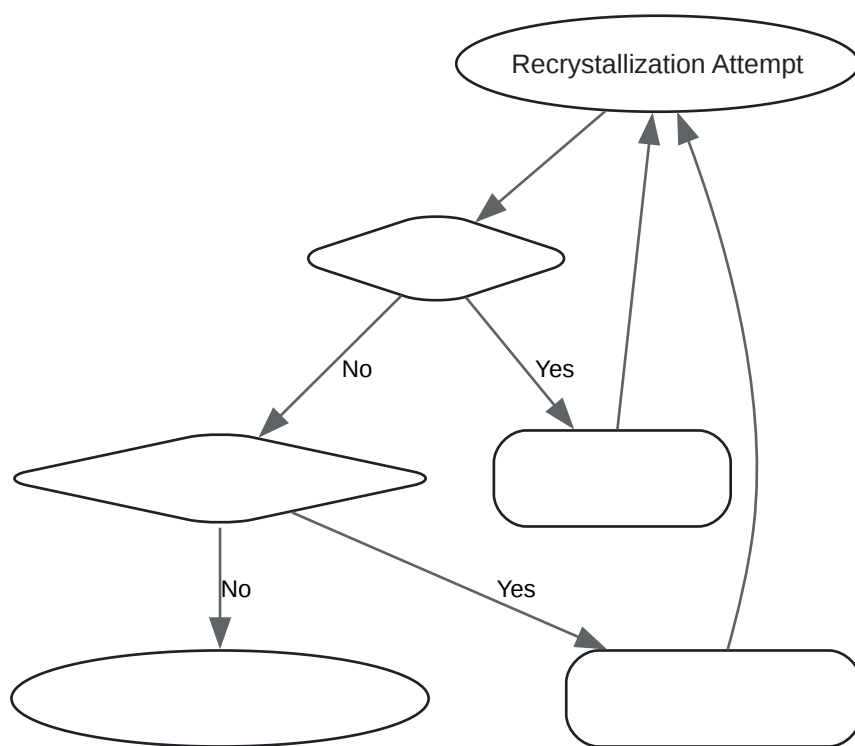 Recrystallization Attempt
No
Yes
No
Yes